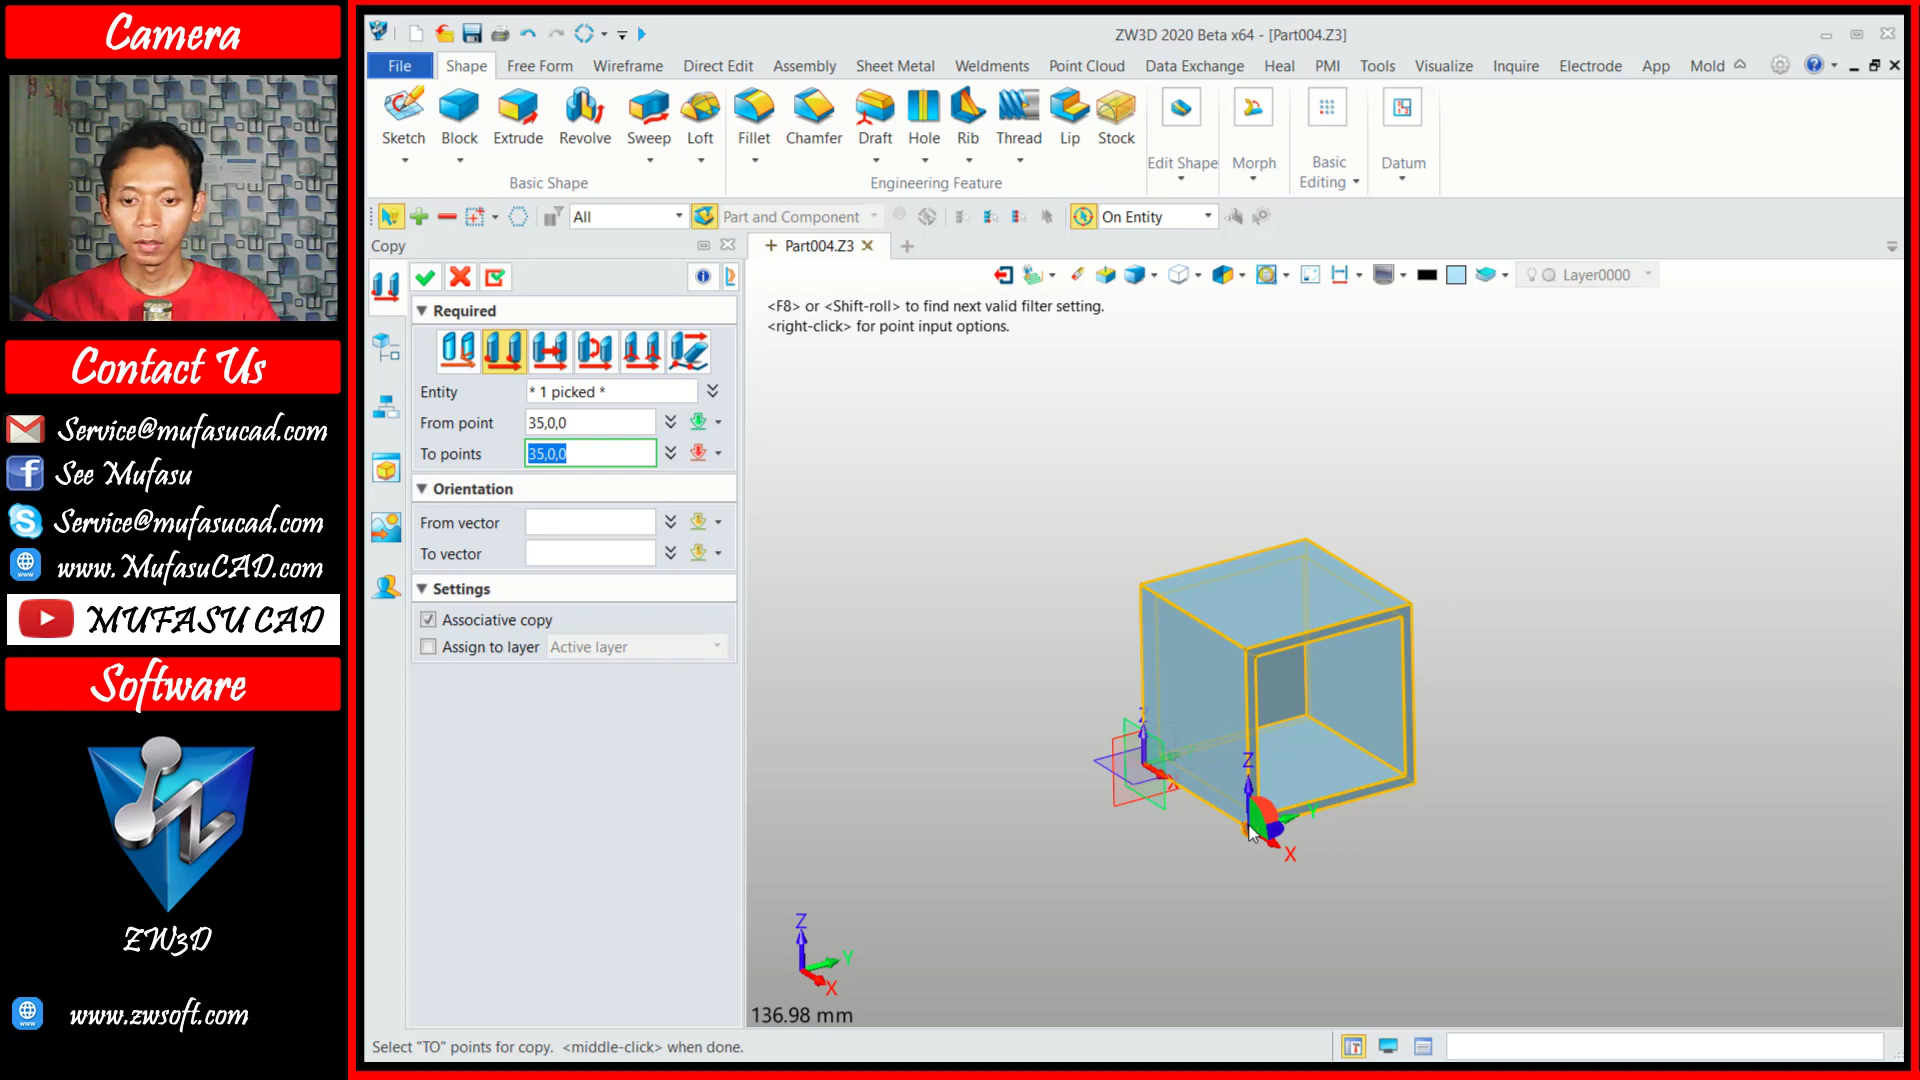 Camera
Contact Us
Service@mufasucad.com
See Mufasu
Service@mufasucad.com
www.MufasuCAD.com
MUFASU CAD
Software
ZW3D
www.zwsoft.com
ZW3D 2020 Beta x64 - [Part004.Z3]
File Shape Free Form Wireframe Direct Edit Assembly Sheet Metal Weldments Point Cloud Data Exchange Heal PMI Tools Visualize Inquire Electrode App Mold
Sketch Block Extrude Revolve Sweep Loft Fillet Chamfer Draft Hole Rib Thread Lip Stock
Edit Shape Morph Basic Editing Datum
Basic Shape Engineering Feature
All Part and Component On Entity
Copy
Part004.Z3
Layer0000
Required
Entity * 1 picked *
From point 35,0,0
To points 35,0,0
Orientation
From vector
To vector
Settings
Associative copy
Assign to layer Active layer
<F8> or <Shift-roll> to find next valid filter setting.
<right-click> for point input options.
Z
X
Z
Y
X
Z
Y
X
136.98 mm
Select "TO" points for copy. <middle-click> when done.